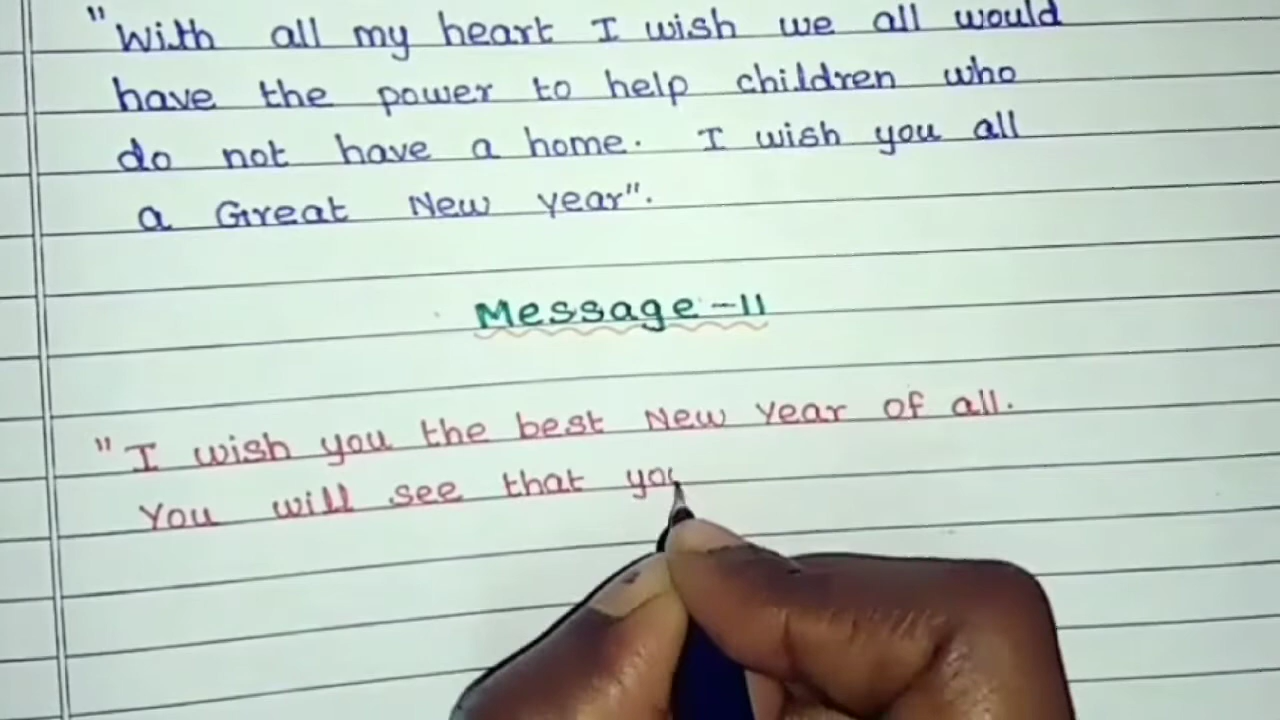 "With all my heart I wish we all would
have the power to help children who
do not have a home. I wish you all
a Great New year".
Message-II
"I wish you the best New year of all.
You will see that